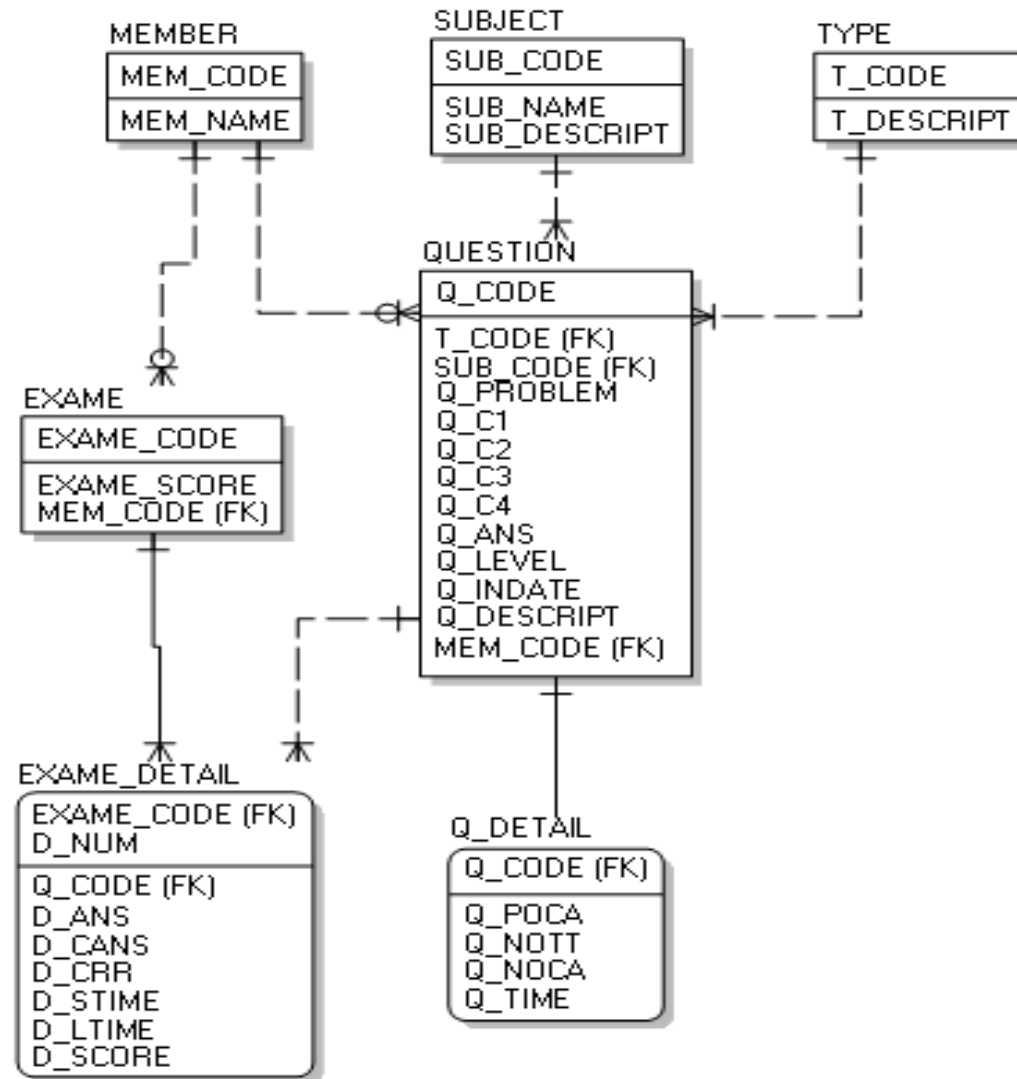 MEMBER
MEM_CODE
MEM_NAME
SUBJECT
SUB_CODE
SUB_NAME
SUB_DESCRIPT
TYPE
T_CODE
T_DESCRIPT
QUESTION
Q_CODE
T_CODE (FK)
SUB_CODE (FK)
Q_PROBLEM
Q_C1
Q_C2
Q_C3
Q_C4
Q_ANS
Q_LEVEL
Q_INDATE
Q_DESCRIPT
MEM_CODE (FK)
EXAME
EXAME_CODE
EXAME_SCORE
MEM_CODE (FK)
EXAME_DETAIL
EXAME_CODE (FK)
D_NUM
Q_CODE (FK)
D_ANS
D_CANS
D_CRR
D_STIME
D_LTIME
D_SCORE
Q_DETAIL
Q_CODE (FK)
Q_POCA
Q_NOTT
Q_NOCA
Q_TIME